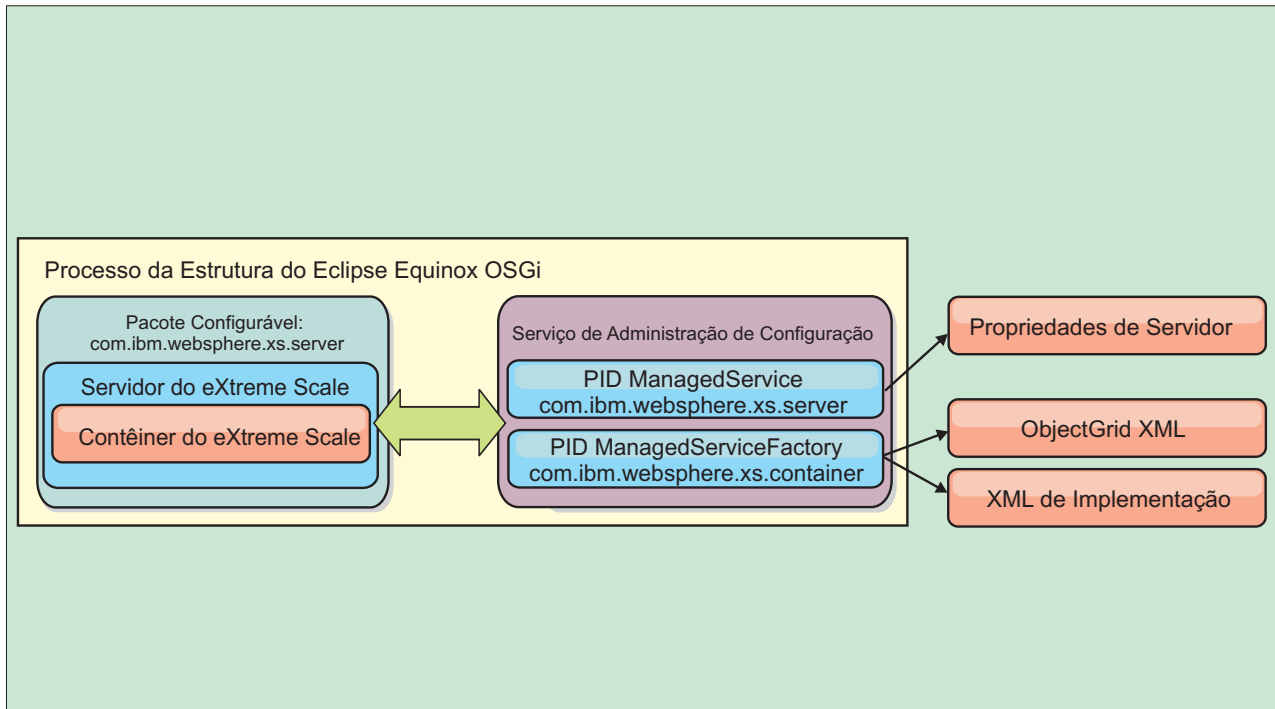 Processo da Estrutura do Eclipse Equinox OSGi
Pacote Configurável:
com.ibm.websphere.xs.server
Servidor do eXtreme Scale
Contêiner do eXtreme Scale
Serviço de Administração de Configuração
PID ManagedService
com.ibm.websphere.xs.server
PID ManagedServiceFactory
com.ibm.websphere.xs.container
Propriedades de Servidor
ObjectGrid XML
XML de Implementação